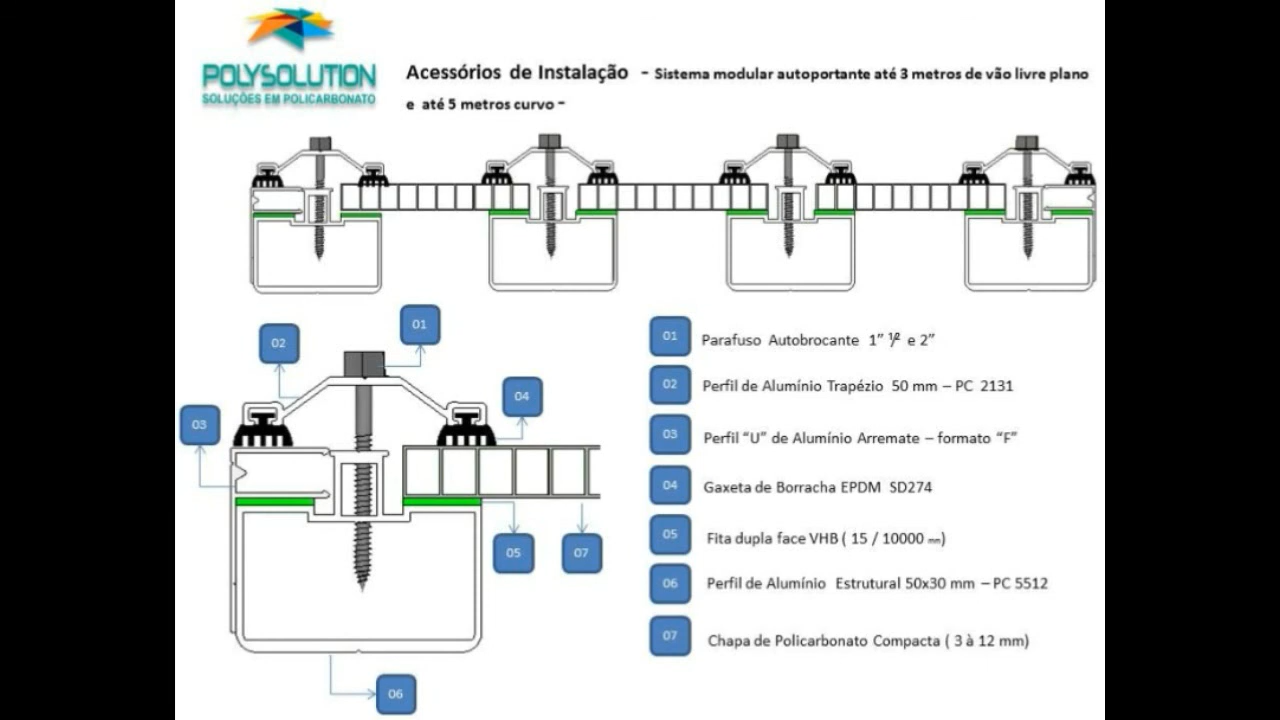 POLYSOLUTION
SOLUÇÕES EM POLICARBONATO
Acessórios de Instalação - Sistema modular autoportante até 3 metros de vão livre plano
e até 5 metros curvo -
01
02
03
04
05
07
06
01 Parafuso Autobrocante 1” ½” e 2”
02 Perfil de Alumínio Trapézio 50 mm – PC 2131
03 Perfil “U” de Alumínio Arremate – formato “F”
04 Gaxeta de Borracha EPDM SD274
05 Fita dupla face VHB ( 15 / 10000 mm)
06 Perfil de Alumínio Estrutural 50x30 mm – PC 5512
07 Chapa de Policarbonato Compacta ( 3 à 12 mm)